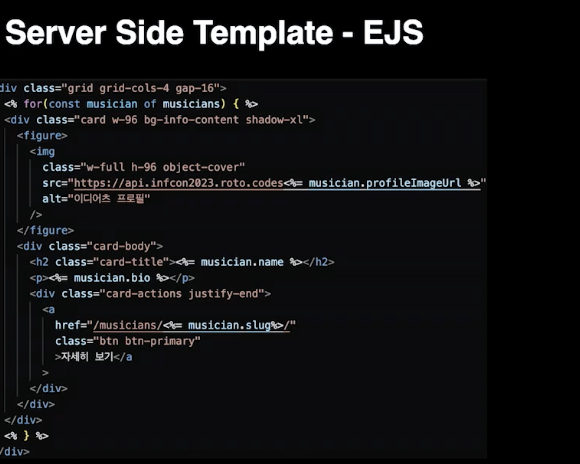 Server Side Template - EJS
div class="grid grid-cols-4 gap-16">
<% for(const musician of musicians) { %>
<div class="card w-96 bg-info-content shadow-xl">
<figure>
<img
class="w-full h-96 object-cover"
src="https://api.infcon2023.roto.codes<%= musician.profileImageUrl %>"
alt="이디어츠 프로필"
/>
</figure>
<div class="card-body">
<h2 class="card-title"><%= musician.name %></h2>
<p><%= musician.bio %></p>
<div class="card-actions justify-end">
<a
href="/musicians/<%= musician.slug%>/"
class="btn btn-primary"
>자세히 보기</a
>
</div>
</div>
</div>
<% } %>
/div>